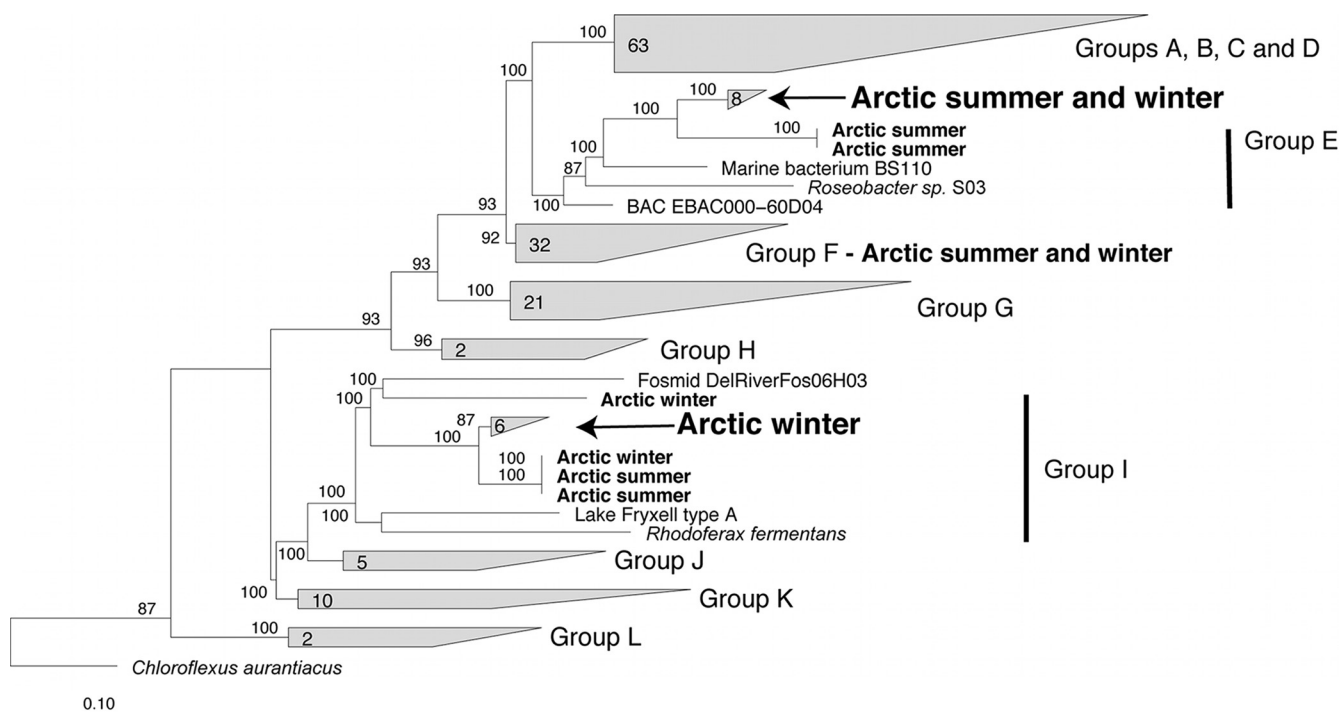 100
63
Groups A, B, C and D
100
100
8
Arctic summer and winter
100
100
Arctic summer
Arctic summer
Group E
100
Marine bacterium BS110
87
Roseobacter sp. S03
100
BAC EBAC000–60D04
93
92
32
Group F - Arctic summer and winter
93
100
21
Group G
93
96
2
Group H
100
Fosmid DelRiverFos06H03
100
Arctic winter
87
6
Arctic winter
100
100
Arctic winter
100
Arctic summer
Arctic summer
Group I
100
100
Lake Fryxell type A
Rhodoferax fermentans
100
5
Group J
100
10
Group K
87
100
2
Group L
Chloroflexus aurantiacus
0.10